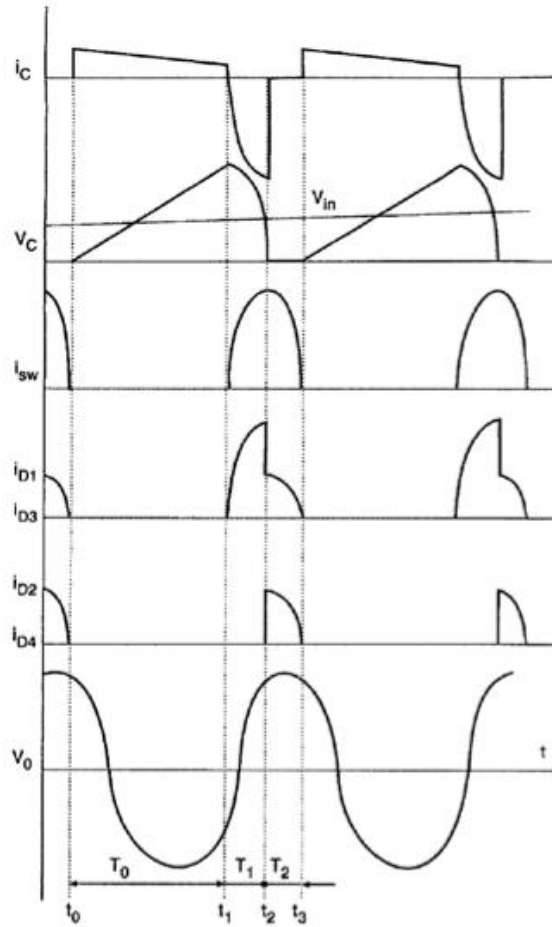 i_C
V_in
V_C
i_sw
i_D1
i_D3
i_D2
i_D4
V_0
t
T_0 T_1 T_2
t_0 t_1 t_2 t_3